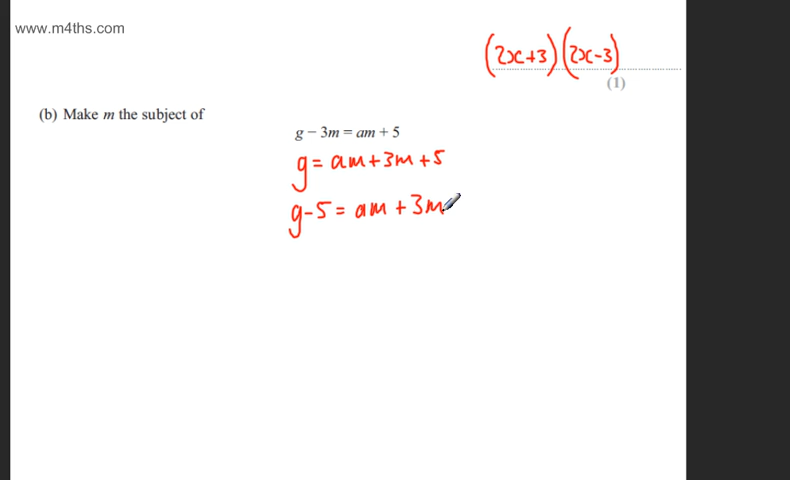 www.m4ths.com
(2x+3)(2x-3)
(1)
(b) Make m the subject of
g − 3m = am + 5
g = am + 3m + 5
g - 5 = am + 3m